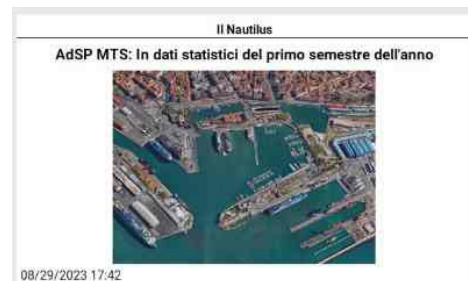 Il Nautilus
AdSP MTS: In dati statistici del primo semestre dell'anno
08/29/2023 17:42